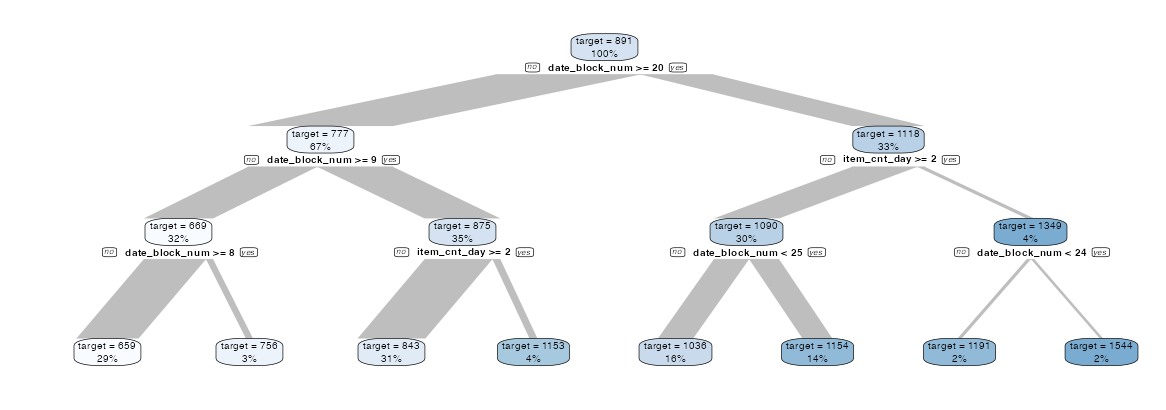 target = 891
100%
no date_block_num >= 20 yes
target = 777
67%
no date_block_num >= 9 yes
target = 1118
33%
no item_cnt_day >= 2 yes
target = 669
32%
no date_block_num >= 8 yes
target = 875
35%
no item_cnt_day >= 2 yes
target = 1090
30%
no date_block_num < 25 yes
target = 1349
4%
no date_block_num < 24 yes
target = 659
29%
target = 756
3%
target = 843
31%
target = 1153
4%
target = 1036
16%
target = 1154
14%
target = 1191
2%
target = 1544
2%